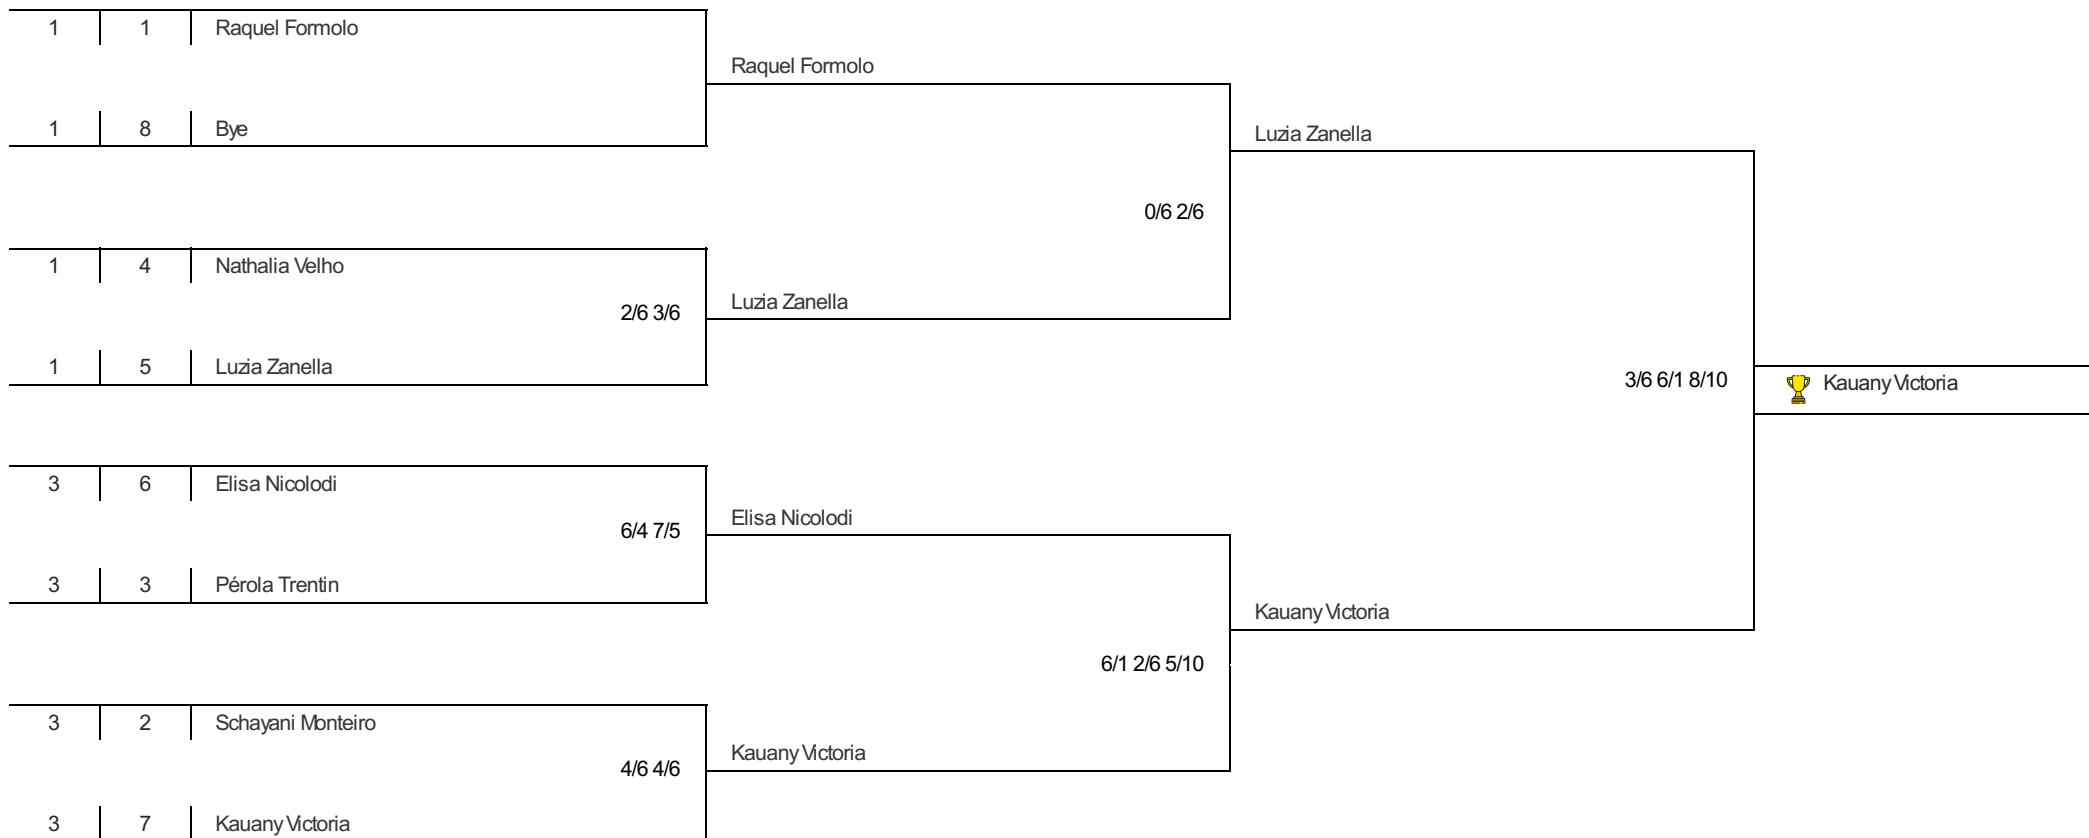 1 1 Raquel Formolo
Raquel Formolo
1 8 Bye
Luzia Zanella
0/6 2/6
1 4 Nathalia Velho
Luzia Zanella
2/6 3/6
1 5 Luzia Zanella
3/6 6/1 8/10
Kauany Victoria
3 6 Elisa Nicolodi
Elisa Nicolodi
6/4 7/5
3 3 Pérola Trentin
Kauany Victoria
6/1 2/6 5/10
3 2 Schayani Monteiro
Kauany Victoria
4/6 4/6
3 7 Kauany Victoria